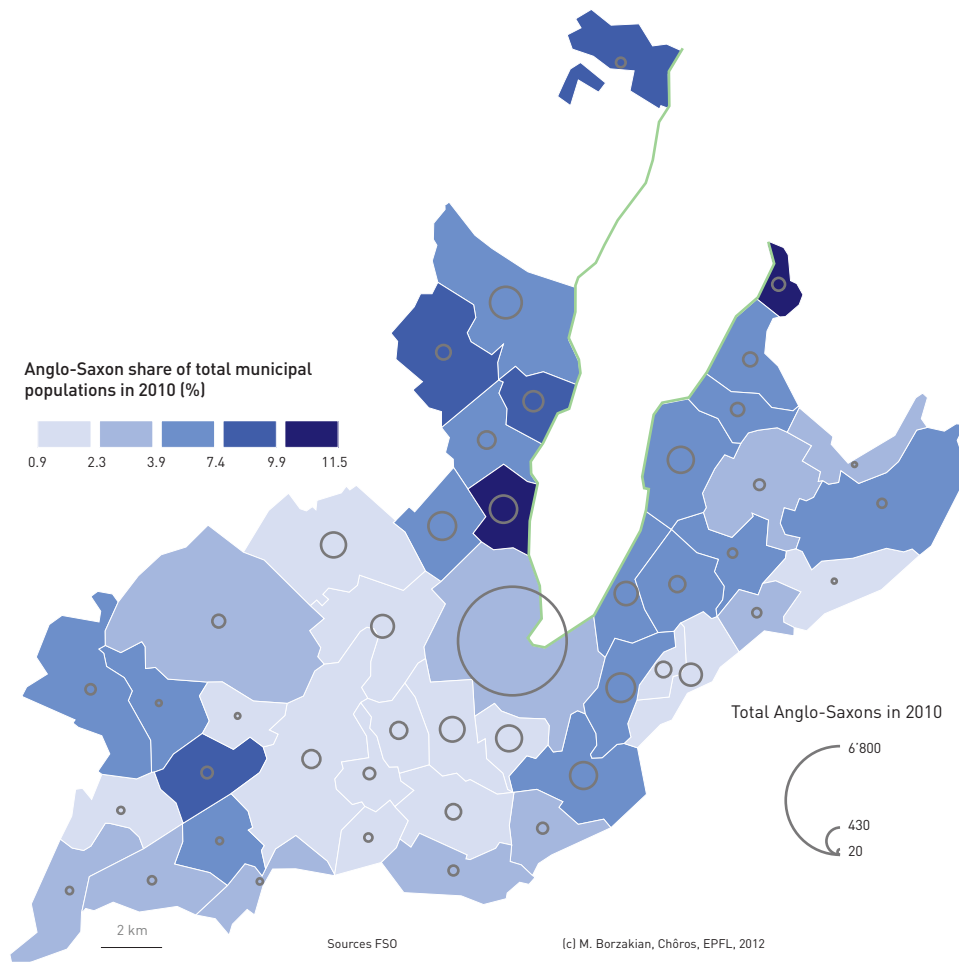 Anglo-Saxon share of total municipal
populations in 2010 (%)
0.9 2.3 3.9 7.4 9.9 11.5
Total Anglo-Saxons in 2010
6'800
430
20
2 km
Sources FSO
(c) M. Borzakian, Chôros, EPFL, 2012